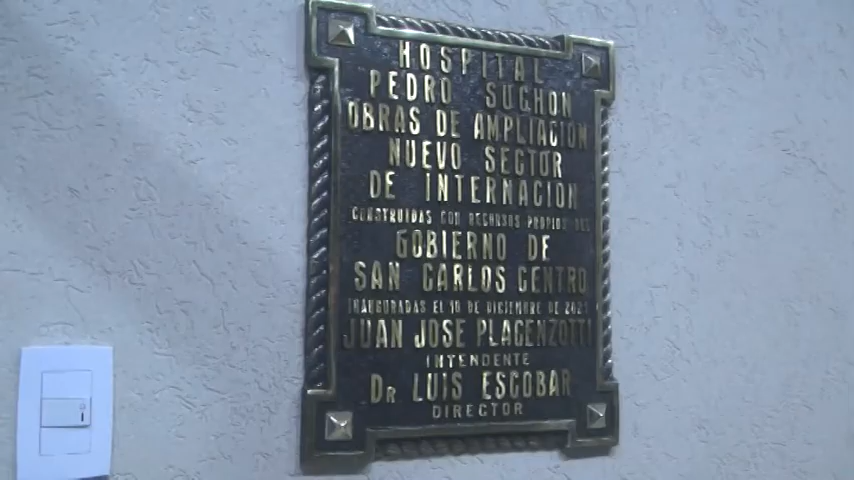 HOSPITAL
PEDRO SUCHON
OBRAS DE AMPLIACION
NUEVO SECTOR
DE INTERNACION
CONSTRUIDAS CON RECURSOS PROPIOS DEL
GOBIERNO DE
SAN CARLOS CENTRO
INAUGURADAS EL 10 DE DICIEMBRE DE 2021
JUAN JOSE PLACENZOTTI
INTENDENTE
DR LUIS ESCOBAR
DIRECTOR